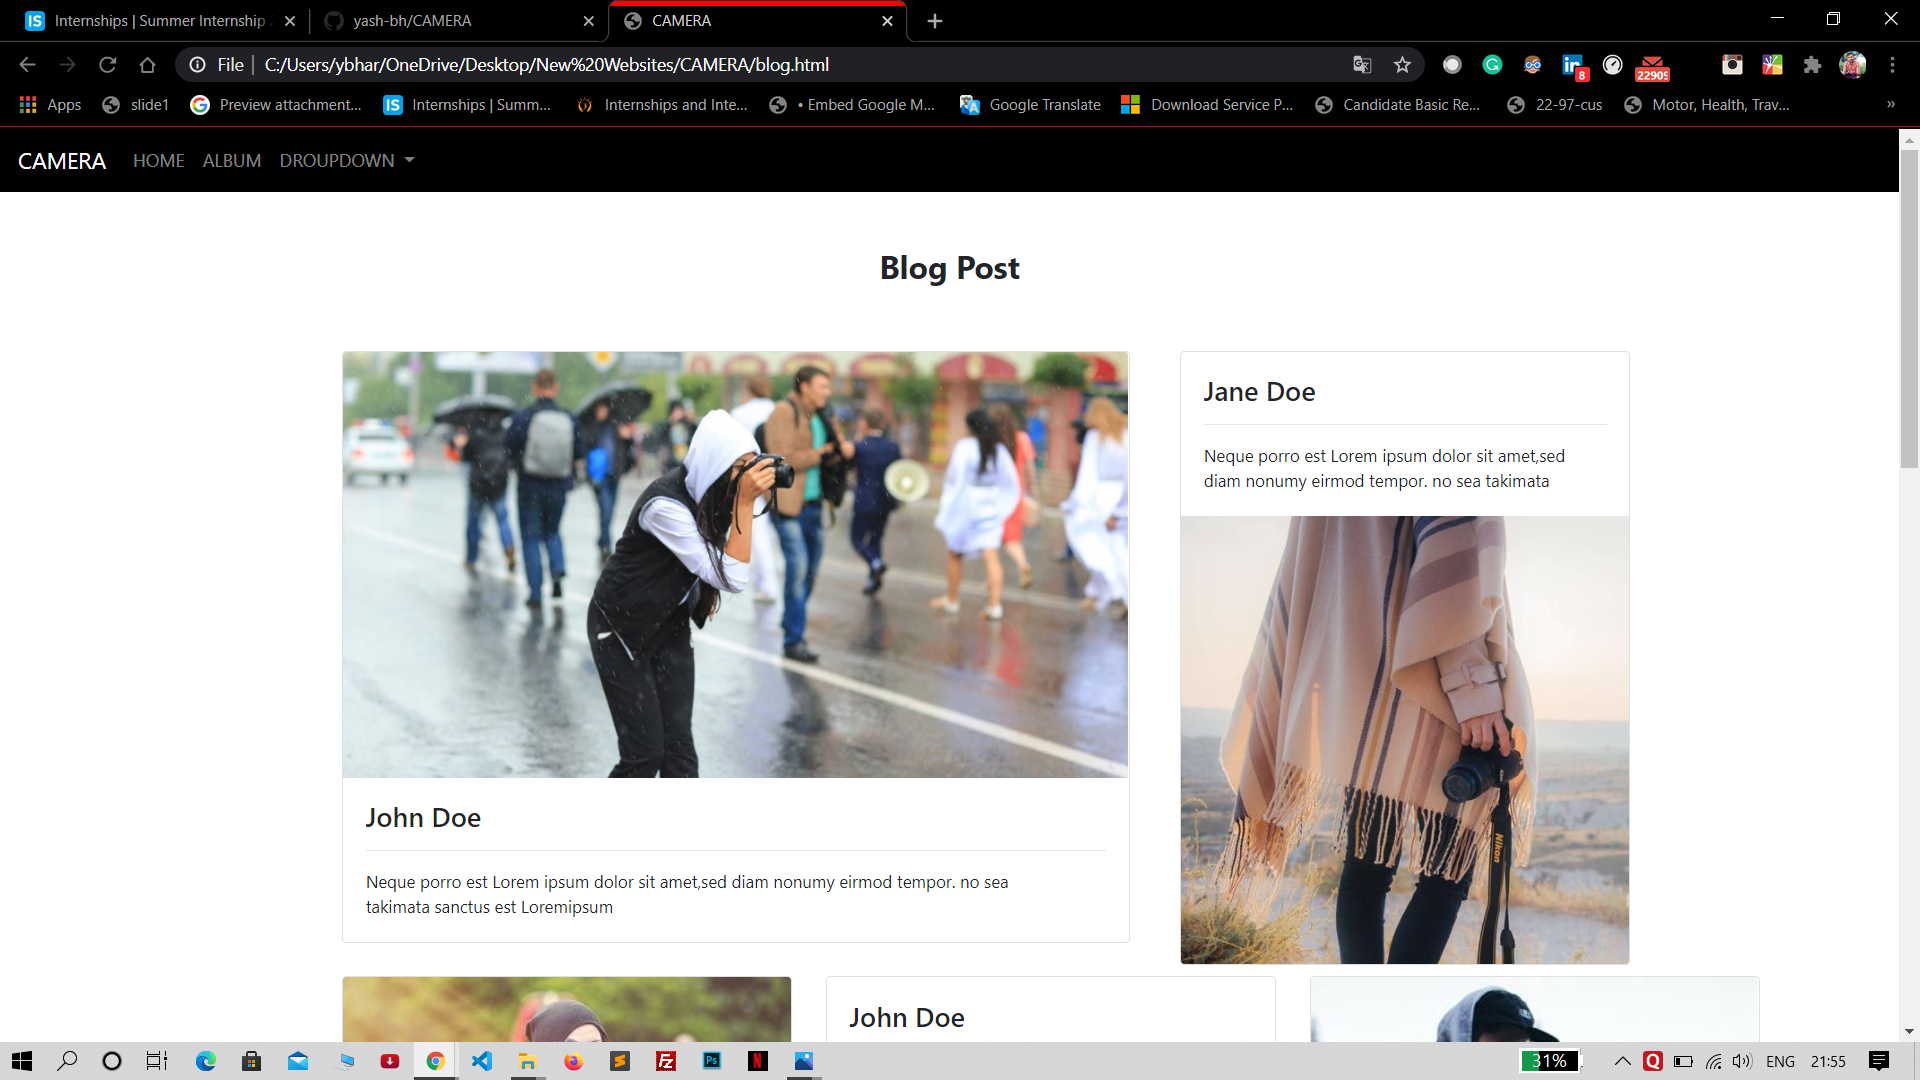 Internships | Summer Internship
yash-bh/CAMERA
CAMERA
File
C:/Users/ybhar/OneDrive/Desktop/New%20Websites/CAMERA/blog.html
8
22909
Apps
slide1
Preview attachment...
Internships | Summ...
Internships and Inte...
• Embed Google M...
Google Translate
Download Service P...
Candidate Basic Re...
22-97-cus
Motor, Health, Trav...
»
CAMERA HOME ALBUM DROUPDOWN
Blog Post
Jane Doe
Neque porro est Lorem ipsum dolor sit amet,sed
diam nonumy eirmod tempor. no sea takimata
Nikon
John Doe
Neque porro est Lorem ipsum dolor sit amet,sed diam nonumy eirmod tempor. no sea
takimata sanctus est Loremipsum
John Doe
31%
ENG
21:55